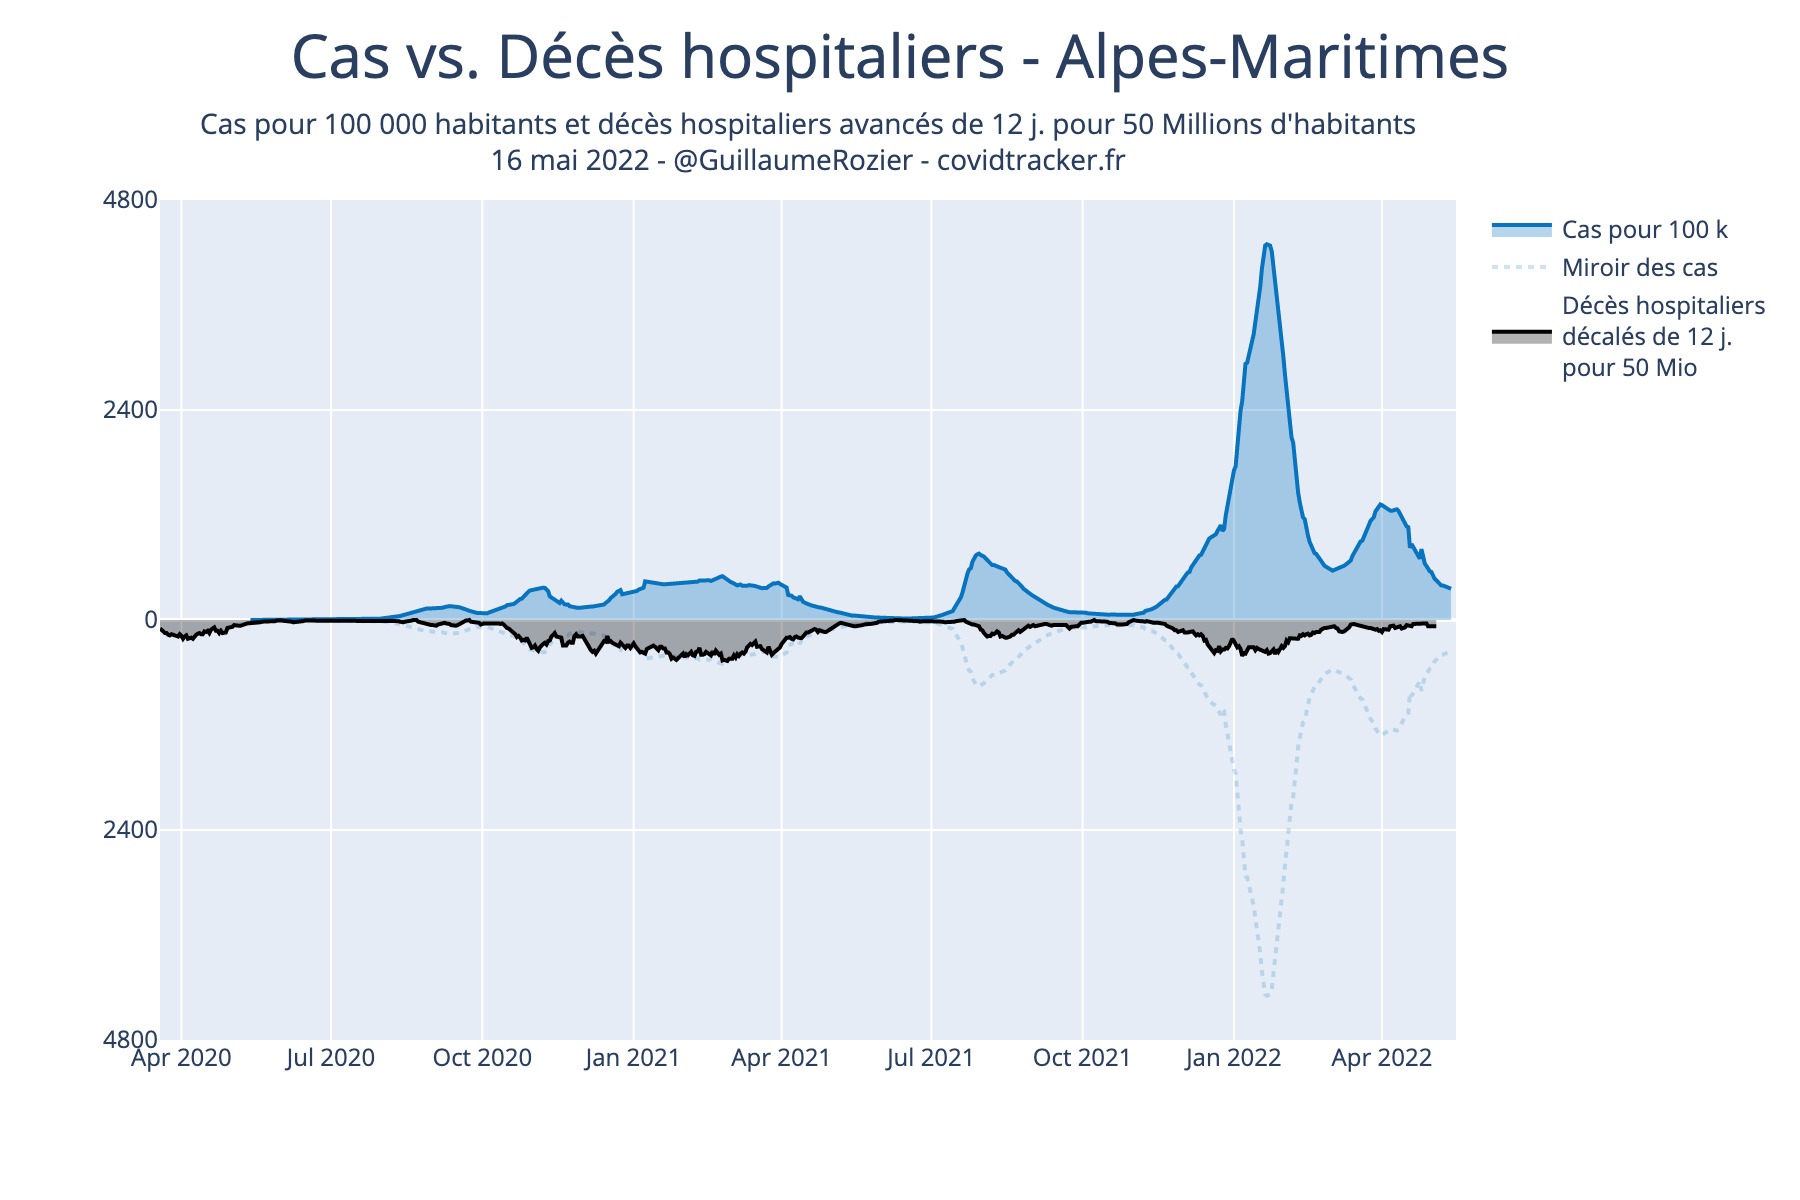 Cas vs. Décès hospitaliers - Alpes-Maritimes
Cas pour 100 000 habitants et décès hospitaliers avancés de 12 j. pour 50 Millions d'habitants
16 mai 2022 - @GuillaumeRozier - covidtracker.fr
4800
2400
0
2400
4800
Apr 2020
Jul 2020
Oct 2020
Jan 2021
Apr 2021
Jul 2021
Oct 2021
Jan 2022
Apr 2022
Cas pour 100 k
Miroir des cas
Décès hospitaliers
décalés de 12 j.
pour 50 Mio